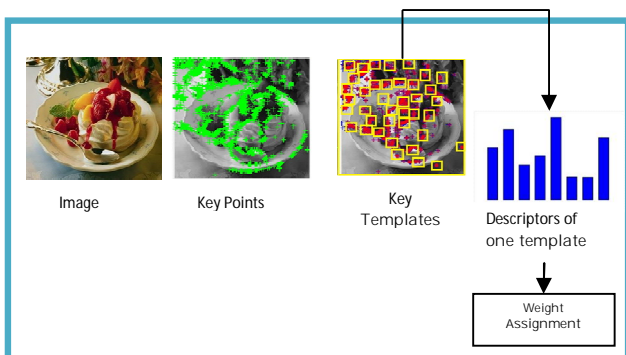 Image
Key Points
Key
Templates
Descriptors of
one template
Weight
Assignment